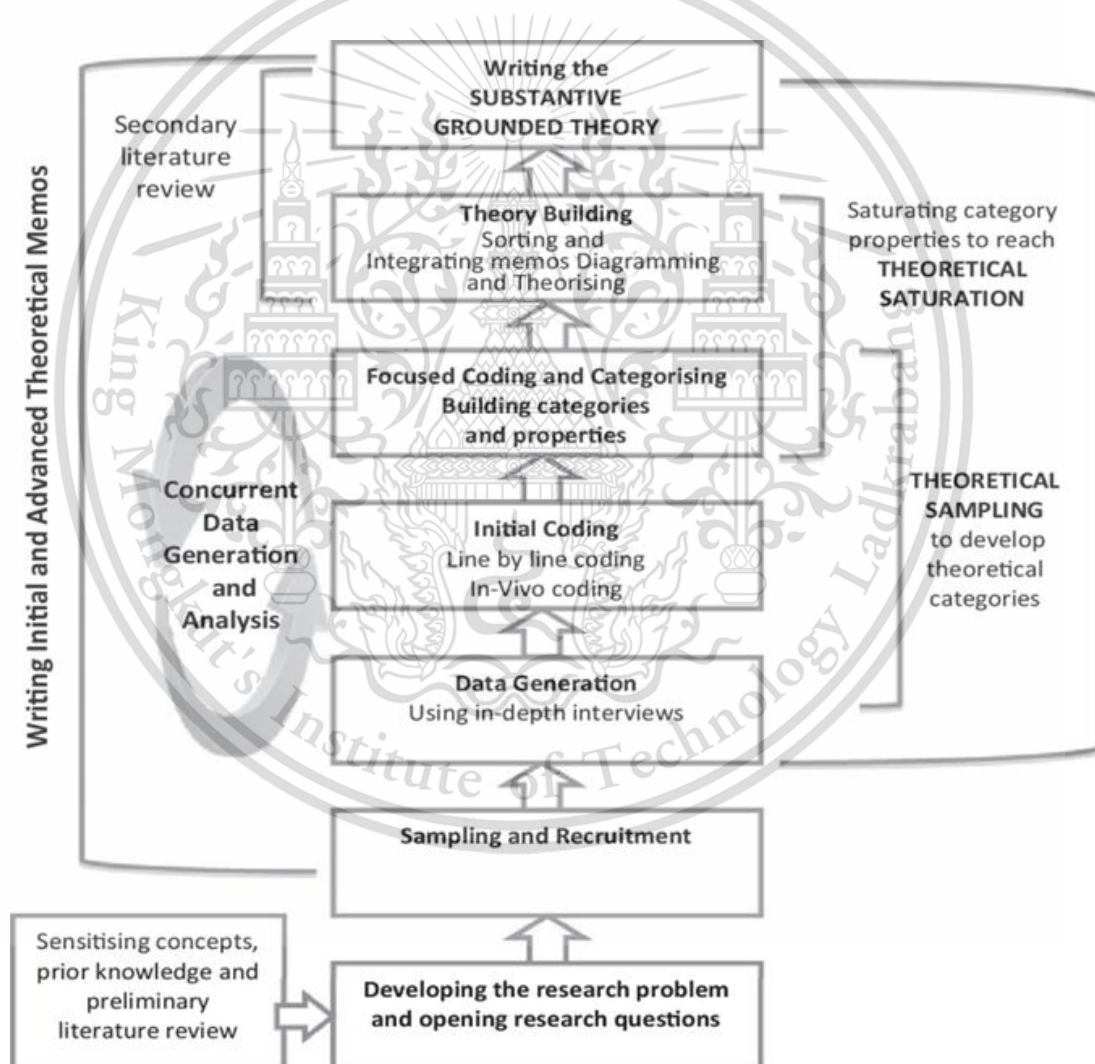 Writing the
SUBSTANTIVE
GROUNDED THEORY
Secondary
literature
review
Theory Building
Sorting and
Integrating memos Diagramming
and Theorising
Saturating category
properties to reach
THEORETICAL
SATURATION
Writing Initial and Advanced Theoretical Memos
Focused Coding and Categorising
Building categories
and properties
Concurrent
Data
Generation
and
Analysis
Initial Coding
Line by line coding
In-Vivo coding
THEORETICAL
SAMPLING
to develop
theoretical
categories
Data Generation
Using in-depth interviews
Sampling and Recruitment
Sensitising concepts,
prior knowledge and
preliminary
literature review
Developing the research problem
and opening research questions
King Mongkut's Institute of Technology Ladkrabang